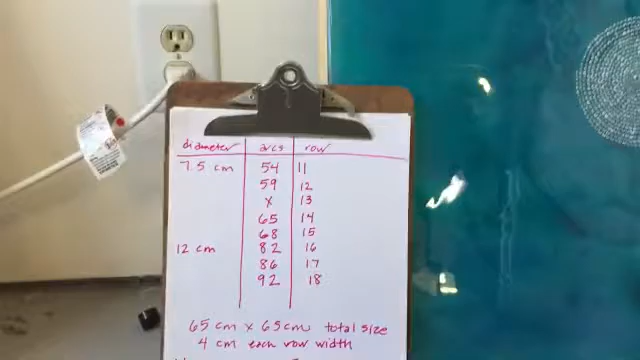 diameter arcs row
7.5 cm 54 11
59 12
x 13
65 14
68 15
12 cm 82 16
86 17
92 18
65 cm x 65 cm total size
4 cm each row width